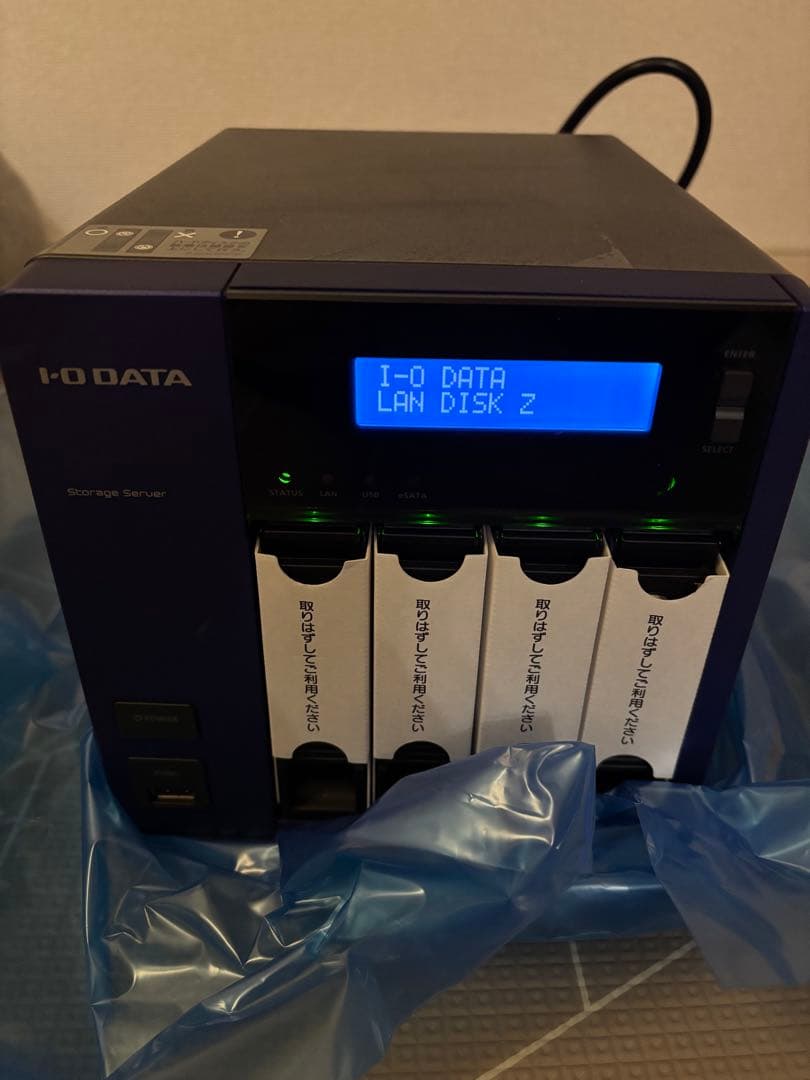 I-O DATA
I-O DATA
LAN DISK Z
ENTER
SELECT
Storage Server
STATUS
LAN
USB
eSATA
取りはずしてご利用ください
取りはずしてご利用ください
取りはずしてご利用ください
取りはずしてご利用ください
POWER